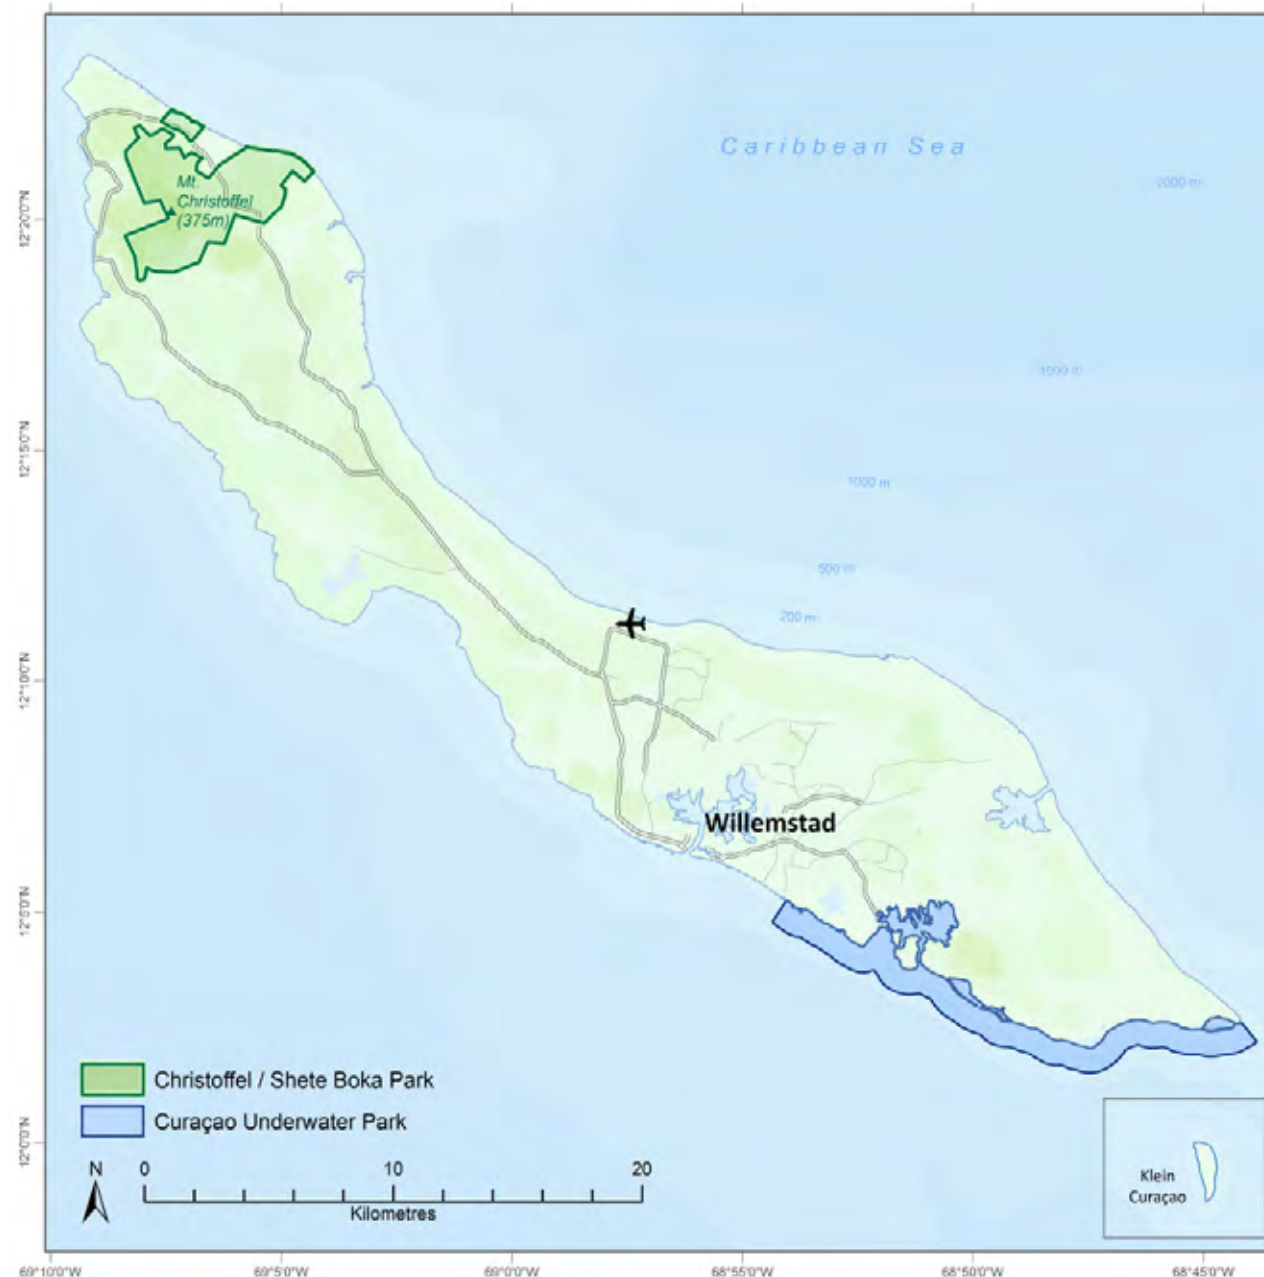 Caribbean Sea
2000 m
Mt.
Christoffel
(375m)
12°20'N
1500 m
12°15'0"N
1000 m
500 m
200 m
12°10'0"N
Willemstad
12°5'0"N
Christoffel / Shete Boka Park
Curaçao Underwater Park
12°0'0"N
N 0 10 20
Kilometres
Klein
Curaçao
69°10'0"W 69°5'0"W 69°0'0"W 68°55'0"W 68°50'0"W 68°45'0"W